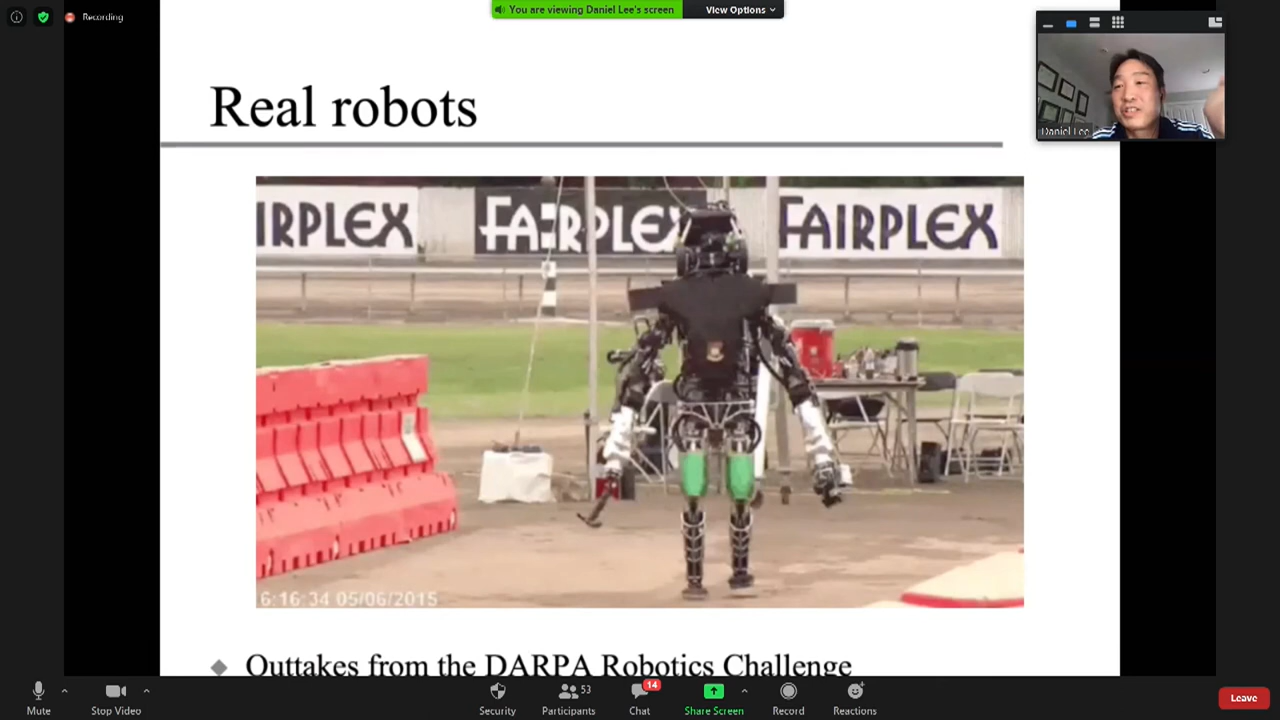 Recording
You are viewing Daniel Lee's screen
View Options
Daniel Lee
Real robots
IRPLEX
FAIRPLEX
FAIRPLEX
6:16:34 05/06/2015
Outtakes from the DARPA Robotics Challenge
Mute
Stop Video
Security
Participants
53
Chat
14
Share Screen
Record
Reactions
Leave